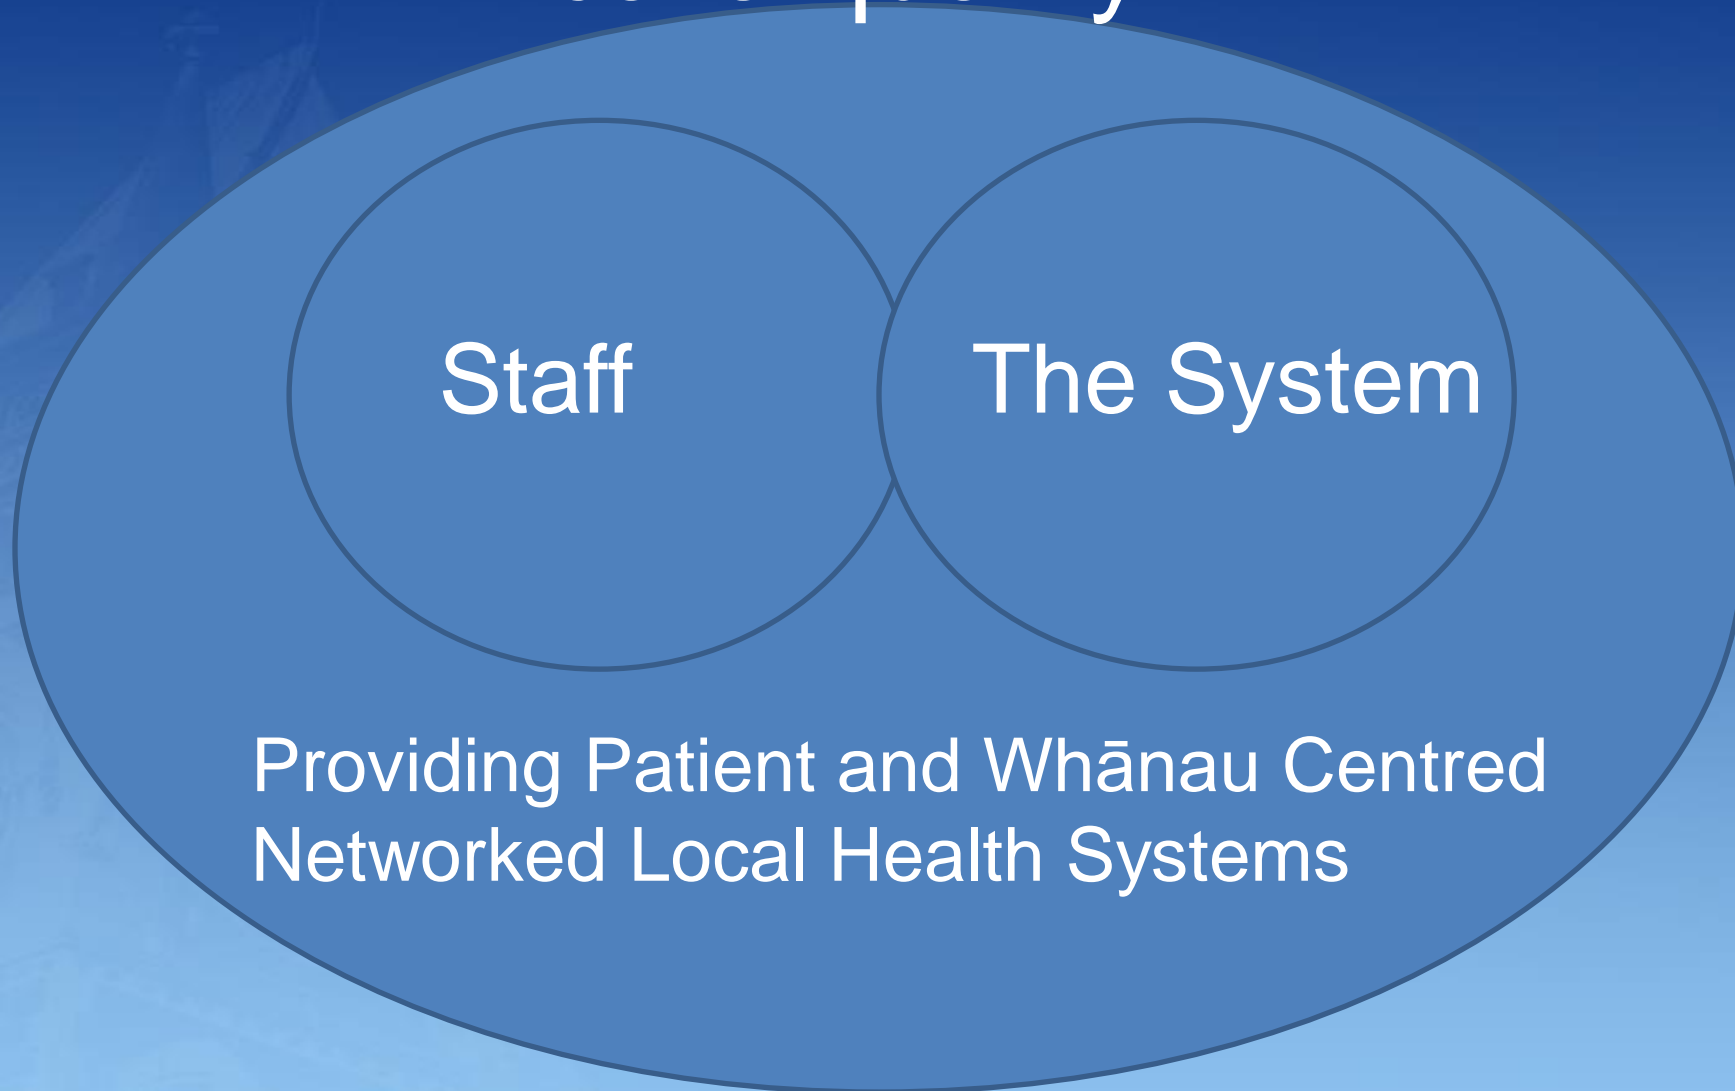 Staff
The System
Providing Patient and Whānau Centred
Networked Local Health Systems